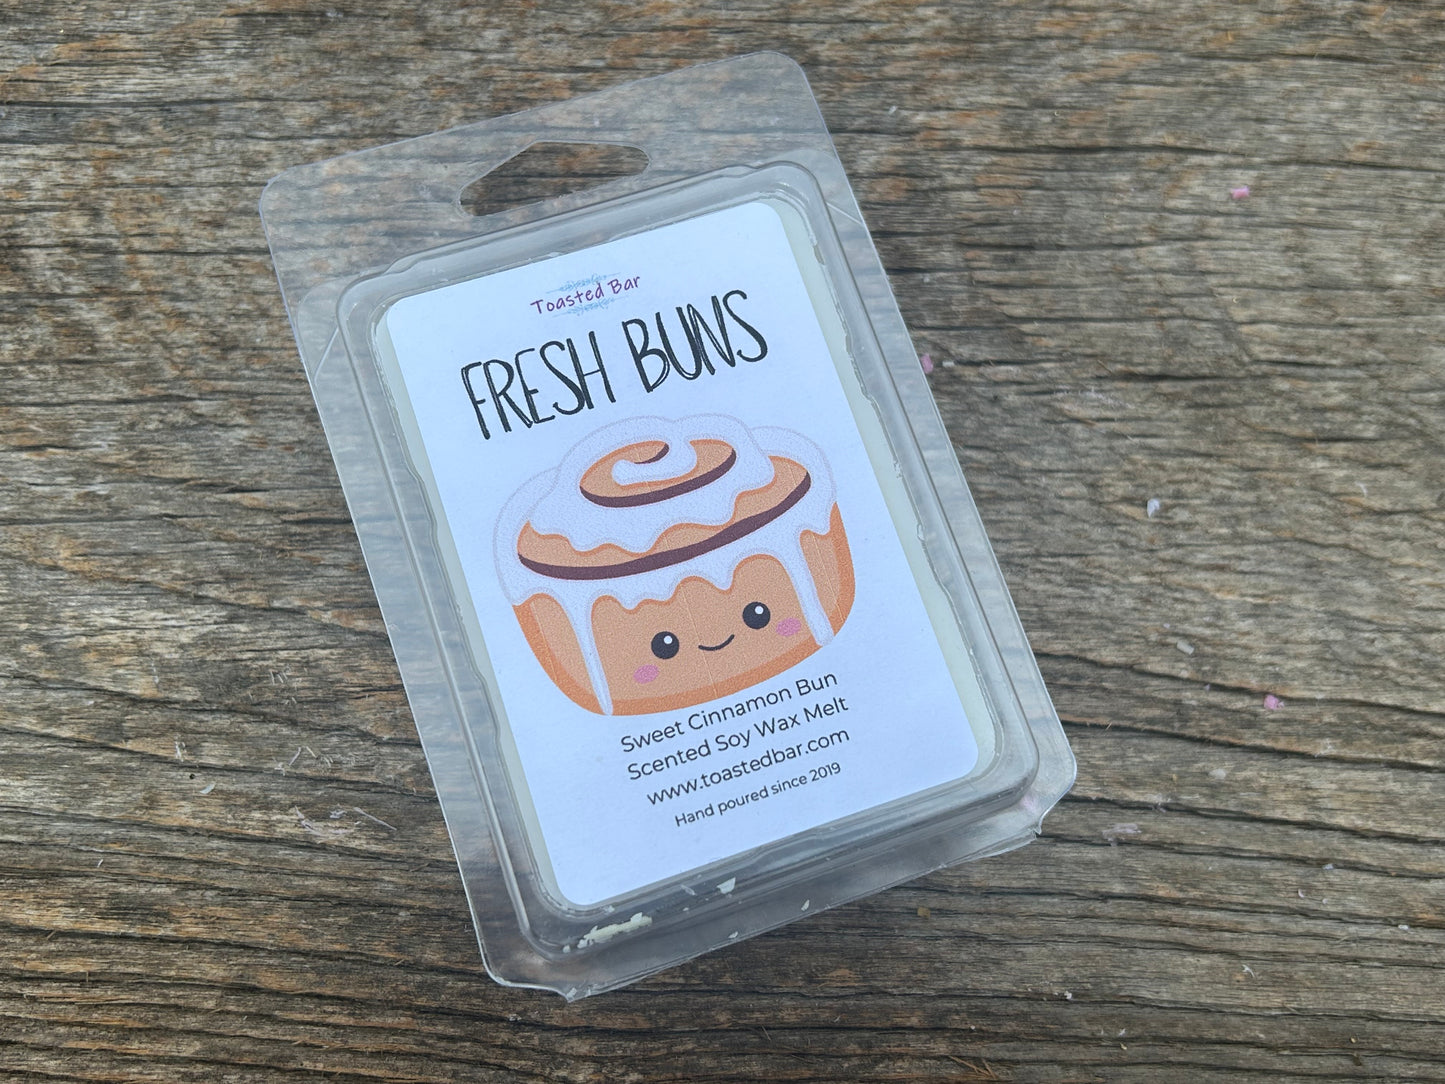 Toasted Bar
FRESH BUNS
Sweet Cinnamon Bun
Scented Soy Wax Melt
www.toastedbar.com
Hand poured since 2019